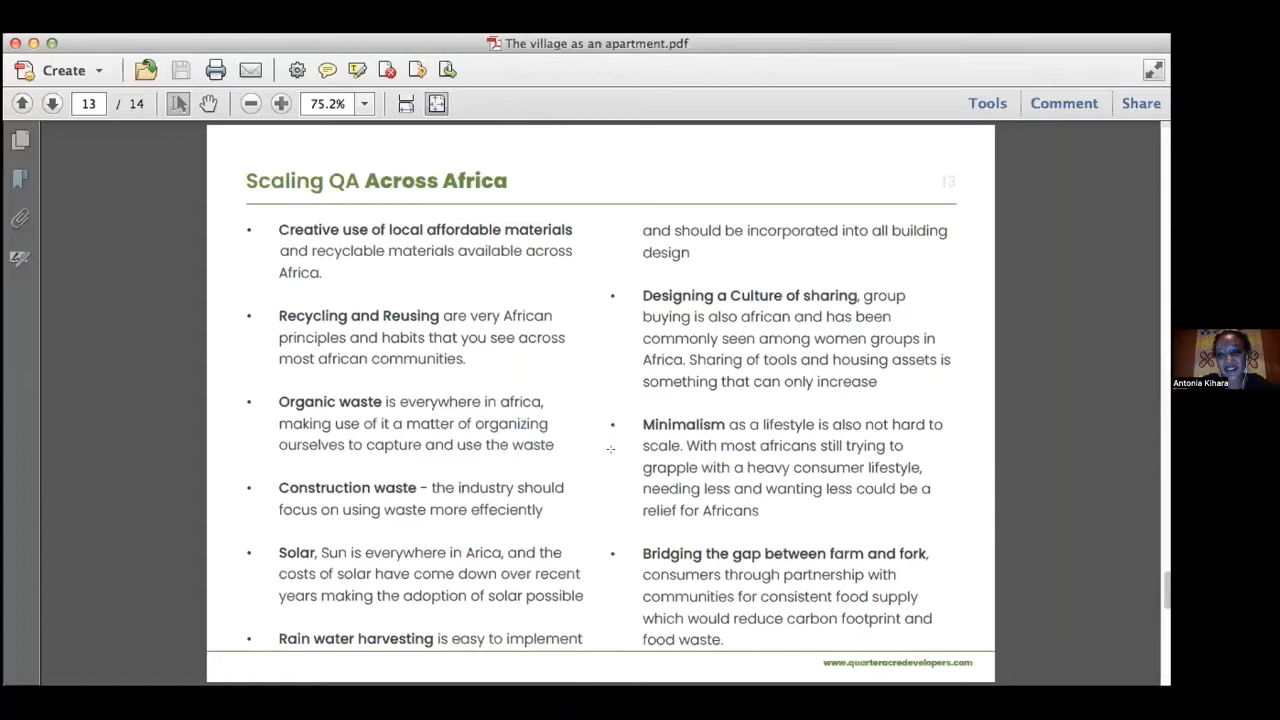 The village as an apartment.pdf
Create
13 / 14
75.2%
Tools
Comment
Share
Scaling QA Across Africa
13
• Creative use of local affordable materials
and recyclable materials available across
Africa.
• Recycling and Reusing are very African
principles and habits that you see across
most african communities.
• Organic waste is everywhere in africa,
making use of it a matter of organizing
ourselves to capture and use the waste
• Construction waste - the industry should
focus on using waste more effeciently
• Solar, Sun is everywhere in Arica, and the
costs of solar have come down over recent
years making the adoption of solar possible
• Rain water harvesting is easy to implement
and should be incorporated into all building
design
• Designing a Culture of sharing, group
buying is also african and has been
commonly seen among women groups in
Africa. Sharing of tools and housing assets is
something that can only increase
• Minimalism as a lifestyle is also not hard to
scale. With most africans still trying to
grapple with a heavy consumer lifestyle,
needing less and wanting less could be a
relief for Africans
• Bridging the gap between farm and fork,
consumers through partnership with
communities for consistent food supply
which would reduce carbon footprint and
food waste.
www.quarteracredevelopers.com
Antonia Kihara